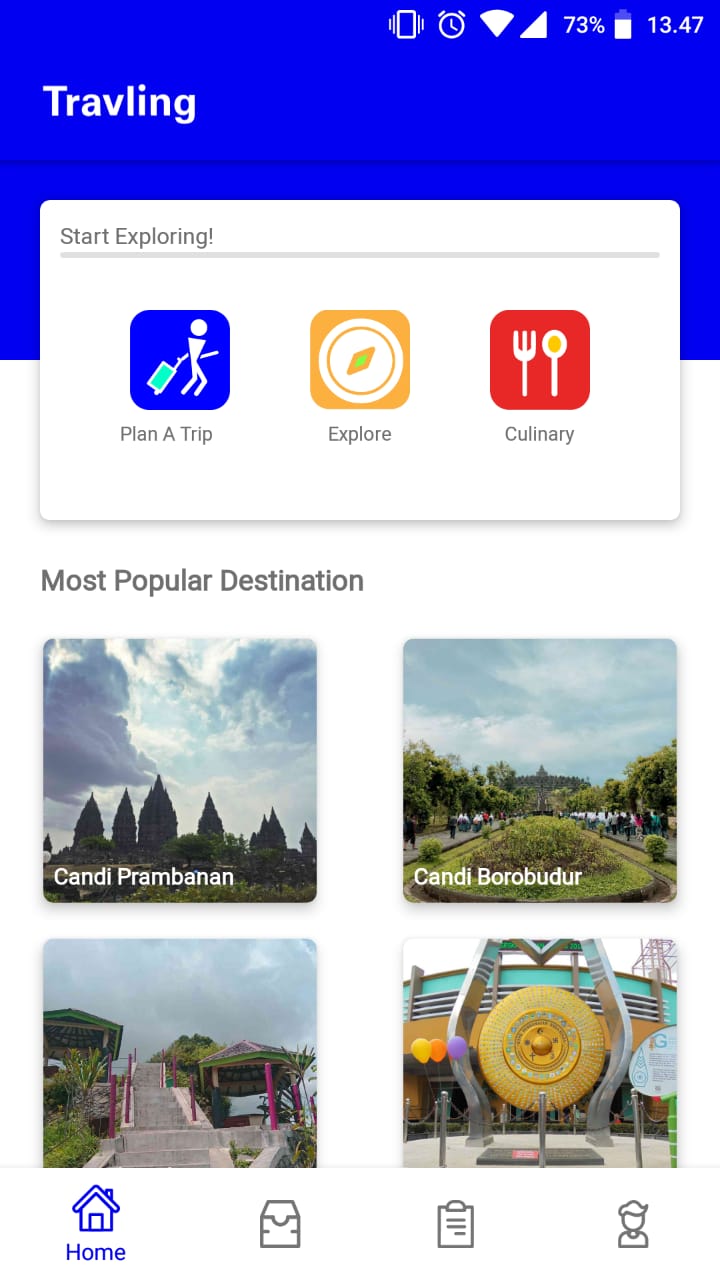 73% 13.47
Travling
Start Exploring!
Plan A Trip Explore Culinary
Most Popular Destination
Candi Prambanan Candi Borobudur
G
Home